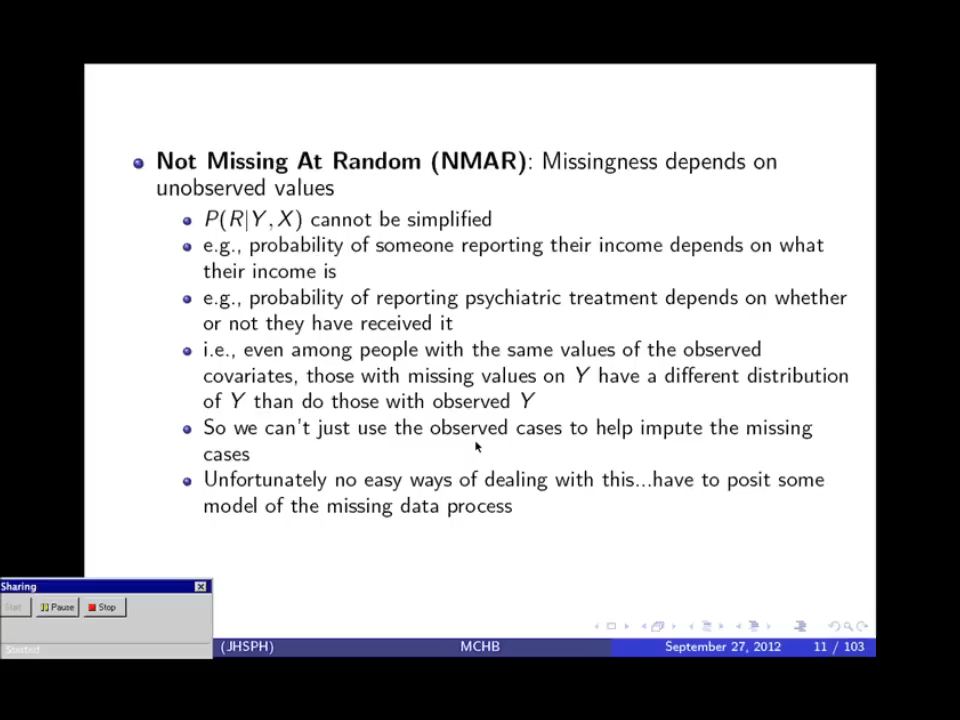 Not Missing At Random (NMAR): Missingness depends on
unobserved values
P(R|Y, X) cannot be simplified
e.g., probability of someone reporting their income depends on what
their income is
e.g., probability of reporting psychiatric treatment depends on whether
or not they have received it
i.e., even among people with the same values of the observed
covariates, those with missing values on Y have a different distribution
of Y than do those with observed Y
So we can't just use the observed cases to help impute the missing
cases
Unfortunately no easy ways of dealing with this...have to posit some
model of the missing data process
Sharing
Start Pause Stop
Started
(JHSPH) MCHB September 27, 2012 11 / 103